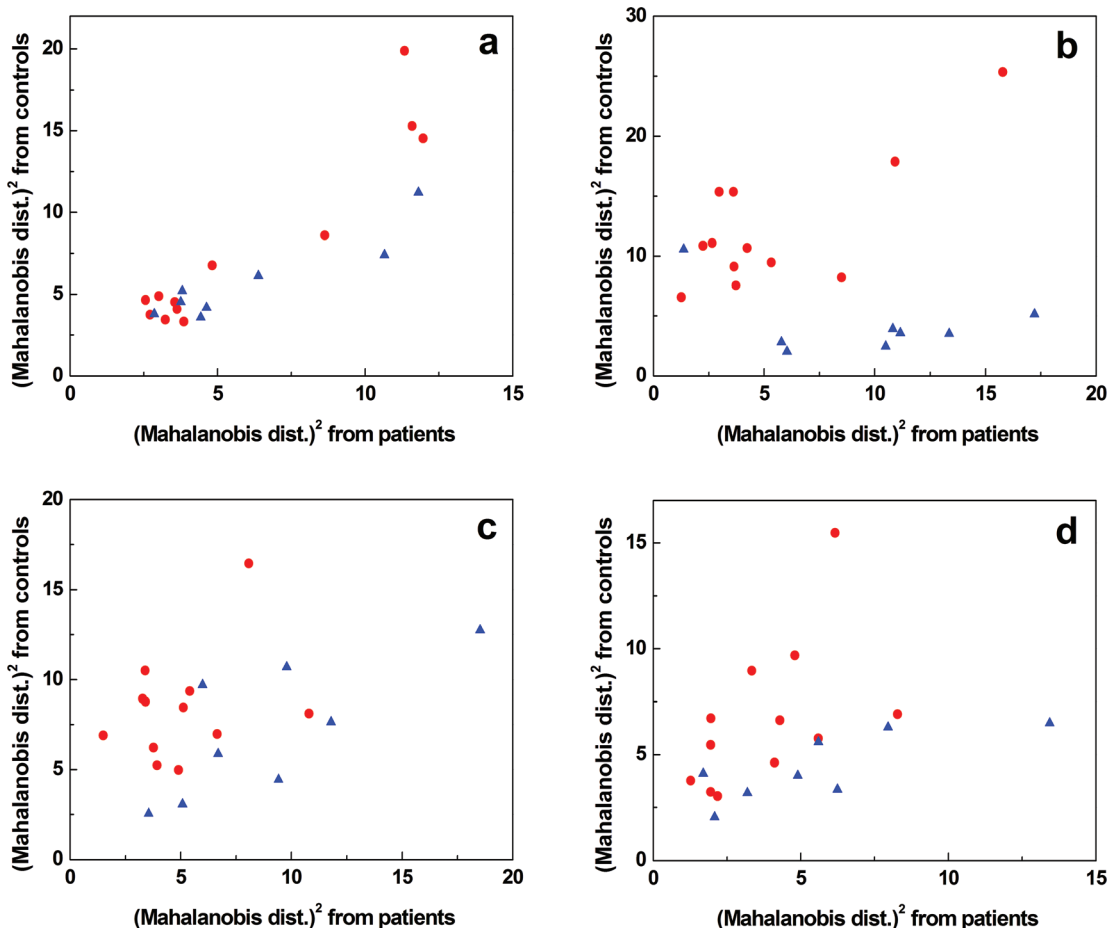 a
(Mahalanobis dist.)² from controls
20
15
10
5
0
0 5 10 15
(Mahalanobis dist.)² from patients
b
(Mahalanobis dist.)² from controls
30
20
10
0
0 5 10 15 20
(Mahalanobis dist.)² from patients
c
(Mahalanobis dist.)² from controls
20
15
10
5
0
0 5 10 15 20
(Mahalanobis dist.)² from patients
d
(Mahalanobis dist.)² from controls
15
10
5
0
0 5 10 15
(Mahalanobis dist.)² from patients